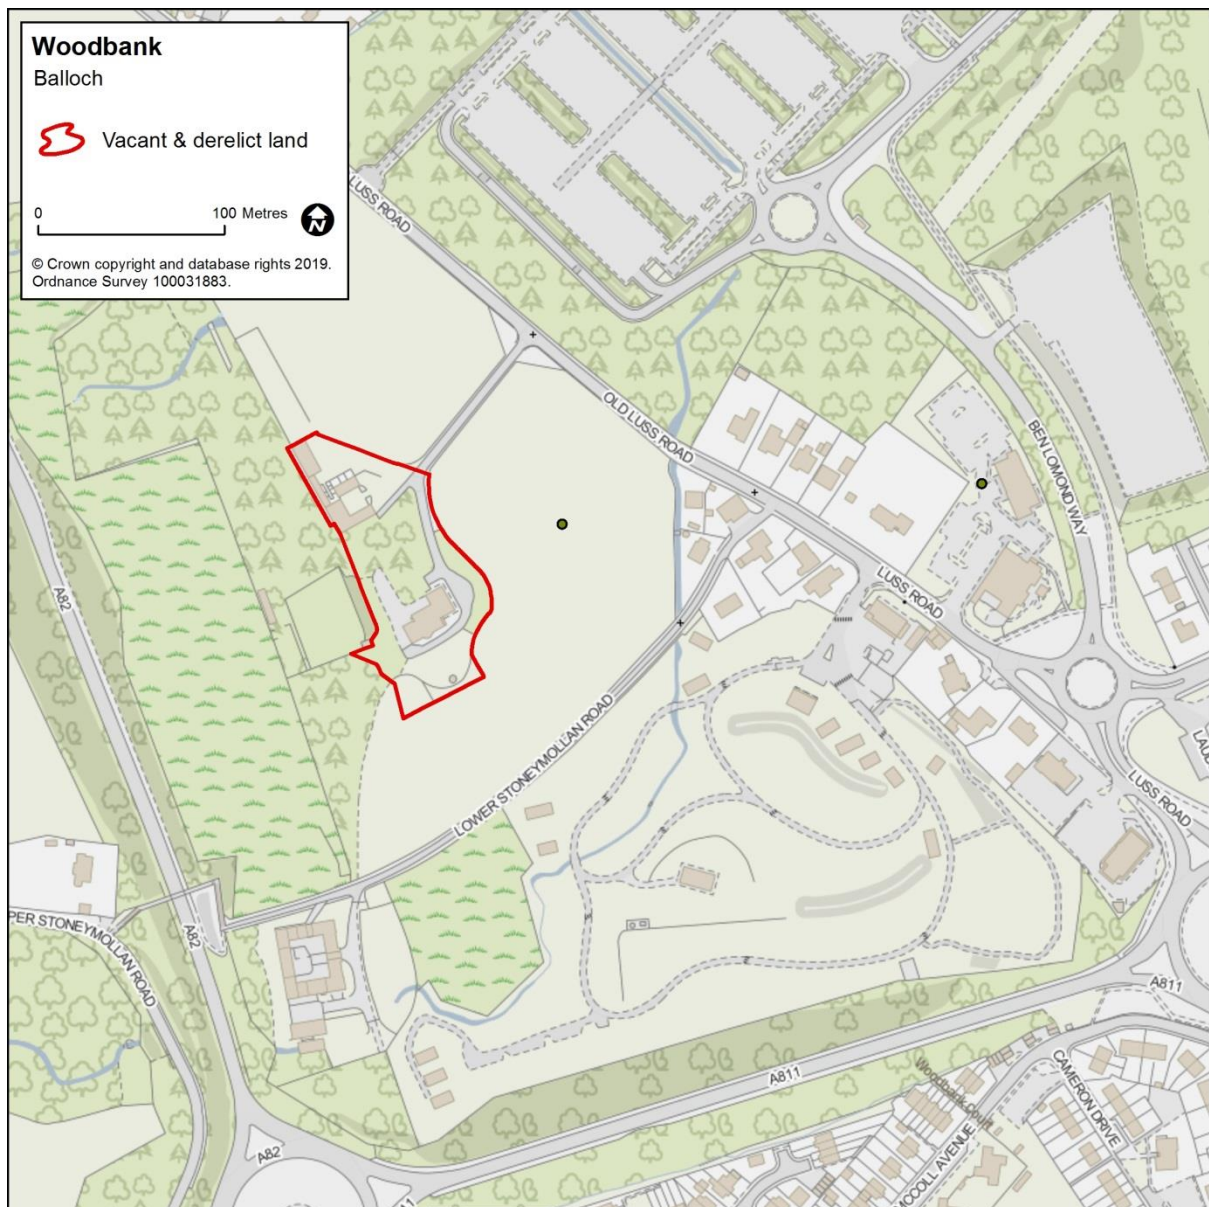 Woodbank
Balloch
Vacant & derelict land
0 100 Metres
N
© Crown copyright and database rights 2019.
Ordnance Survey 100031883.
LUSS ROAD
OLD LUSS ROAD
BEN LOMOND WAY
LUSS ROAD
A82
LOWER STONEYMOLLAN ROAD
LUSS ROAD
LAUE
PER STONEYMOLLAN ROAD
A82
A811
A811
Woodbank Court
CAMERON DRIVE
MCCOLL AVENUE
A82